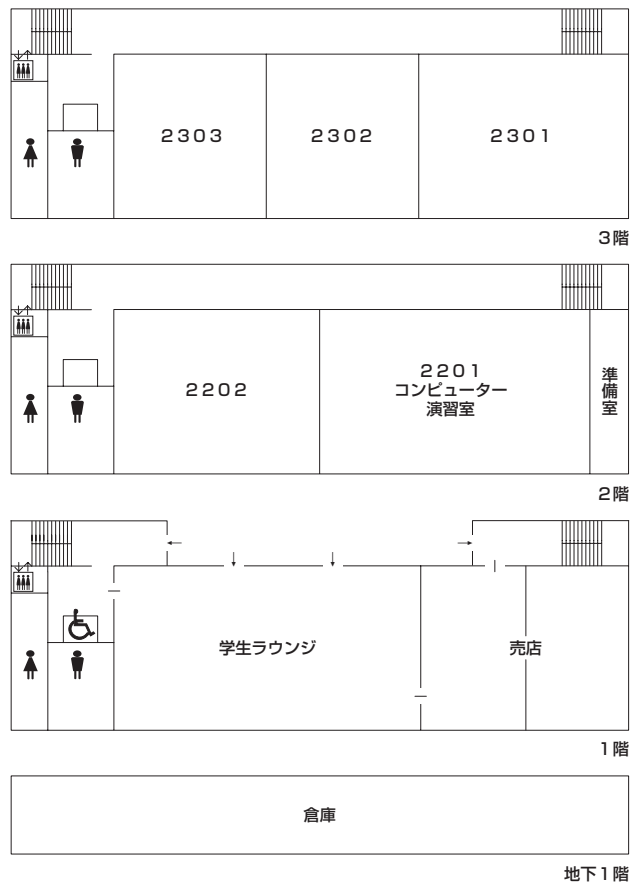 2303
2302
2301
3階
2202
2201
コンピューター
演習室
準備室
2階
学生ラウンジ
売店
1階
倉庫
地下1階